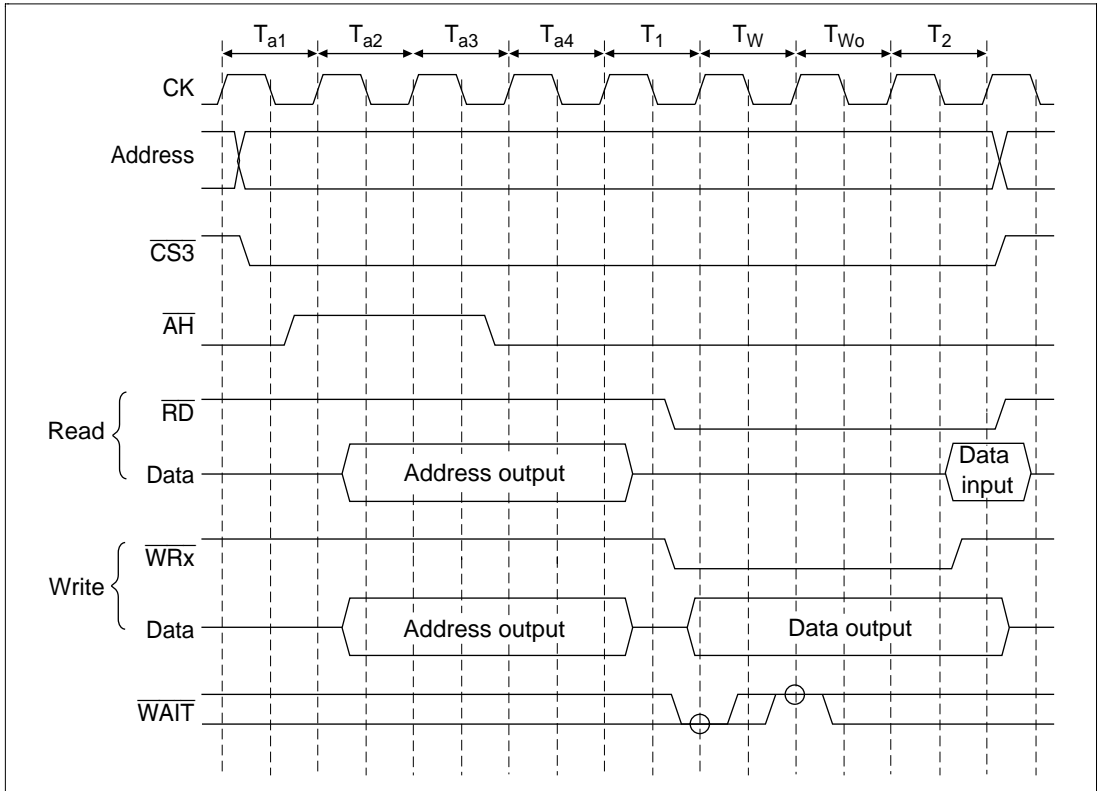 Ta1 Ta2 Ta3 Ta4 T1 TW TWo T2
CK
Address
CS3
AH
RD
Read
Data Address output Data
input
WRx
Write
Data Address output Data output
WAIT